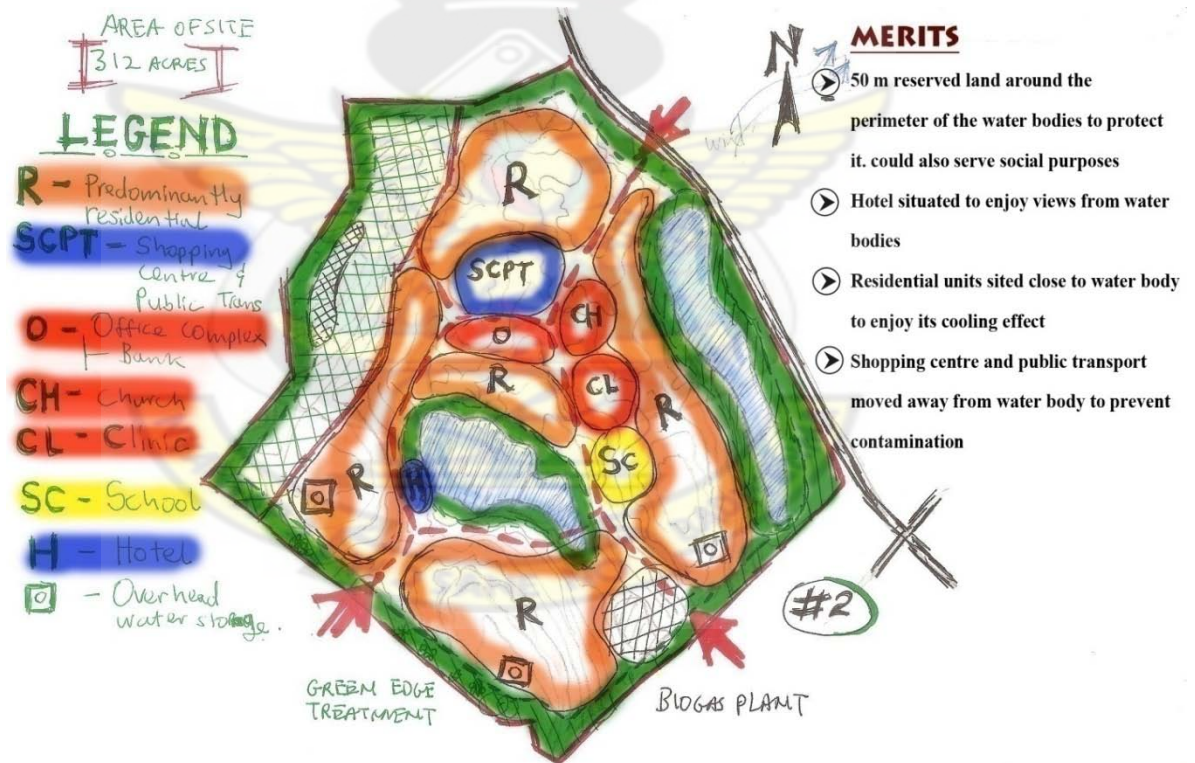 AREA OF SITE
312 ACRES
LEGEND
R - Predominantly
residential
SCPT - Shopping
centre &
Public Trans
O - Office complex
Bank
CH - Church
CL - Clinic
SC - School
H - Hotel
- Overhead
water storage.
R
SCPT
CH
O
R
CL
R
SC
R
H
R
GREEN EDGE
TREATMENT
BIOGAS PLANT
#2
N
wind
MERITS
50 m reserved land around the
perimeter of the water bodies to protect
it. could also serve social purposes
Hotel situated to enjoy views from water
bodies
Residential units sited close to water body
to enjoy its cooling effect
Shopping centre and public transport
moved away from water body to prevent
contamination